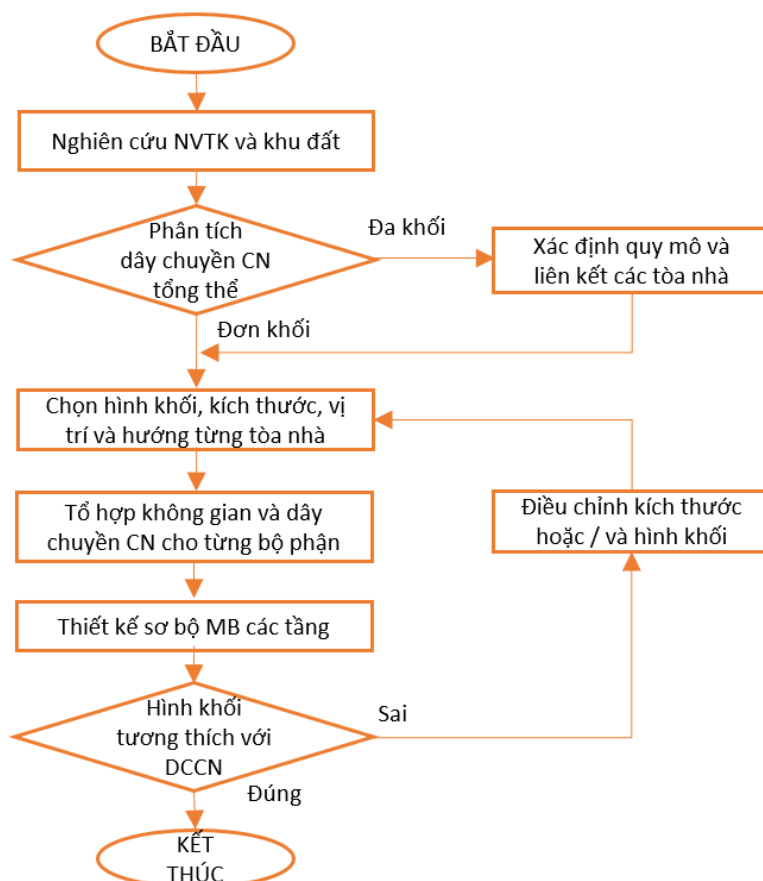 BẮT ĐẦU
Nghiên cứu NVTK và khu đất
Phân tích
dây chuyền CN
tổng thể
Đa khối
Xác định quy mô và
liên kết các tòa nhà
Đơn khối
Chọn hình khối, kích thước, vị
trí và hướng từng tòa nhà
Tổ hợp không gian và dây
chuyền CN cho từng bộ phận
Điều chỉnh kích thước
hoặc / và hình khối
Thiết kế sơ bộ MB các tầng
Hình khối
tương thích với
DCCN
Sai
Đúng
KẾT
THÚC